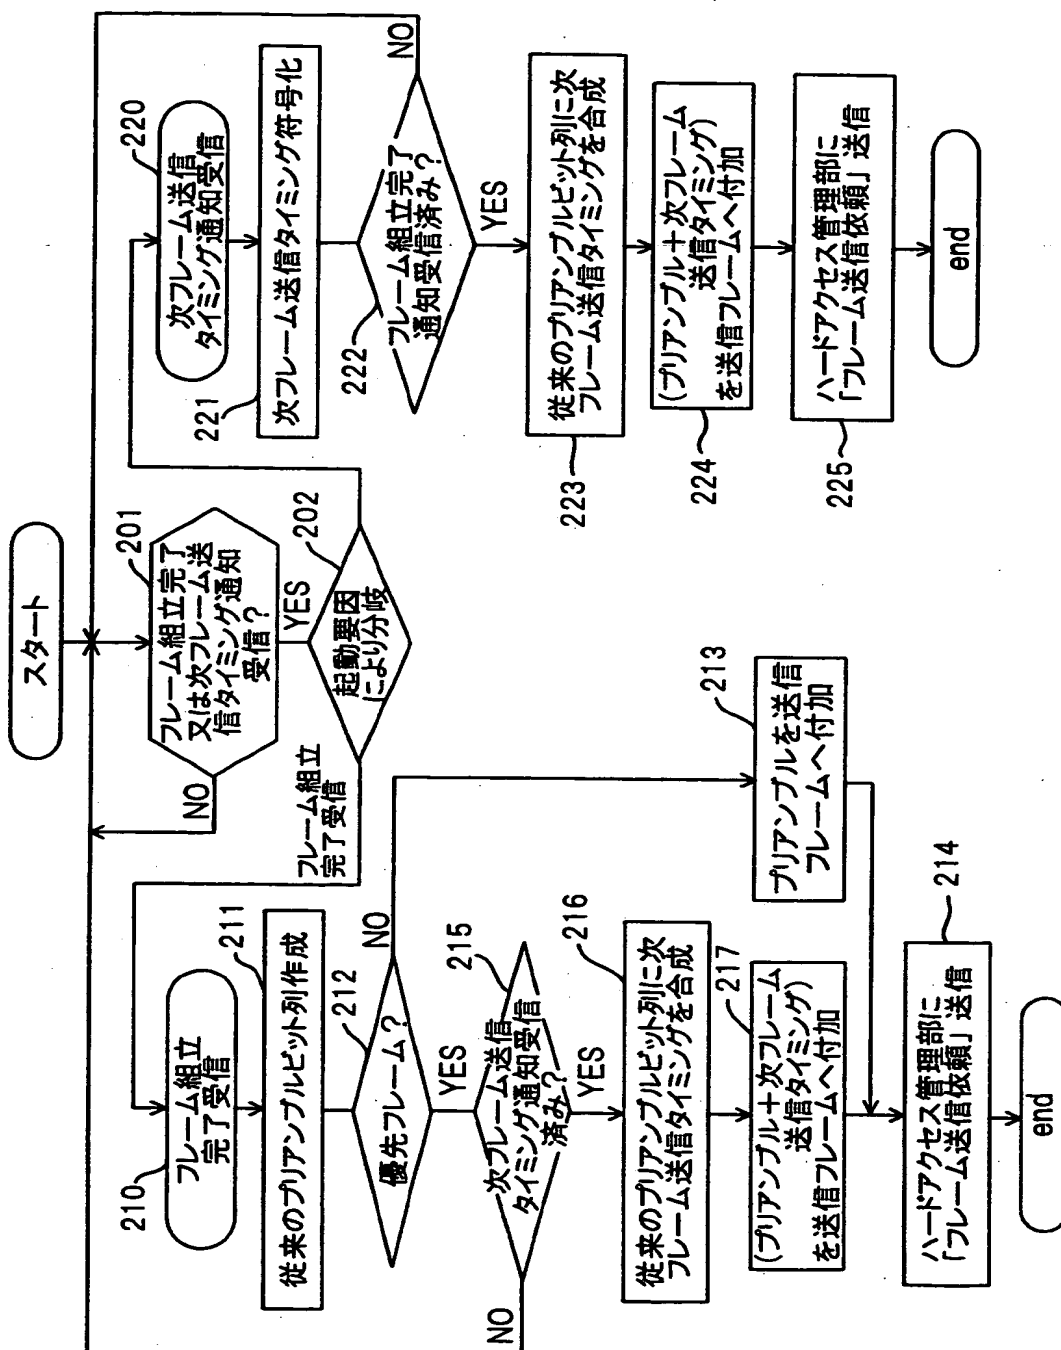 スタート
201
フレーム組立完了
又は次フレーム送
信タイミング通知
受信?
NO
YES
202
起動要因
により分岐
フレーム組立
完了受信
210
フレーム組立
完了受信
211
従来のプリアンブルビット列作成
212
優先フレーム?
NO
YES
213
プリアンブルを送信
フレームへ付加
215
次フレーム送信
タイミング通知受信
済み?
NO
YES
216
従来のプリアンブルビット列に次
フレーム送信タイミングを合成
217
(プリアンブル+次フレーム
送信タイミング)
を送信フレームへ付加
214
ハードアクセス管理部に
「フレーム送信依頼」送信
end
220
次フレーム送信
タイミング通知受信
221
次フレーム送信タイミング符号化
222
フレーム組立完了
通知受信済み?
NO
YES
223
従来のプリアンブルビット列に次
フレーム送信タイミングを合成
224
(プリアンブル+次フレーム
送信タイミング)
を送信フレームへ付加
225
ハードアクセス管理部に
「フレーム送信依頼」送信
end